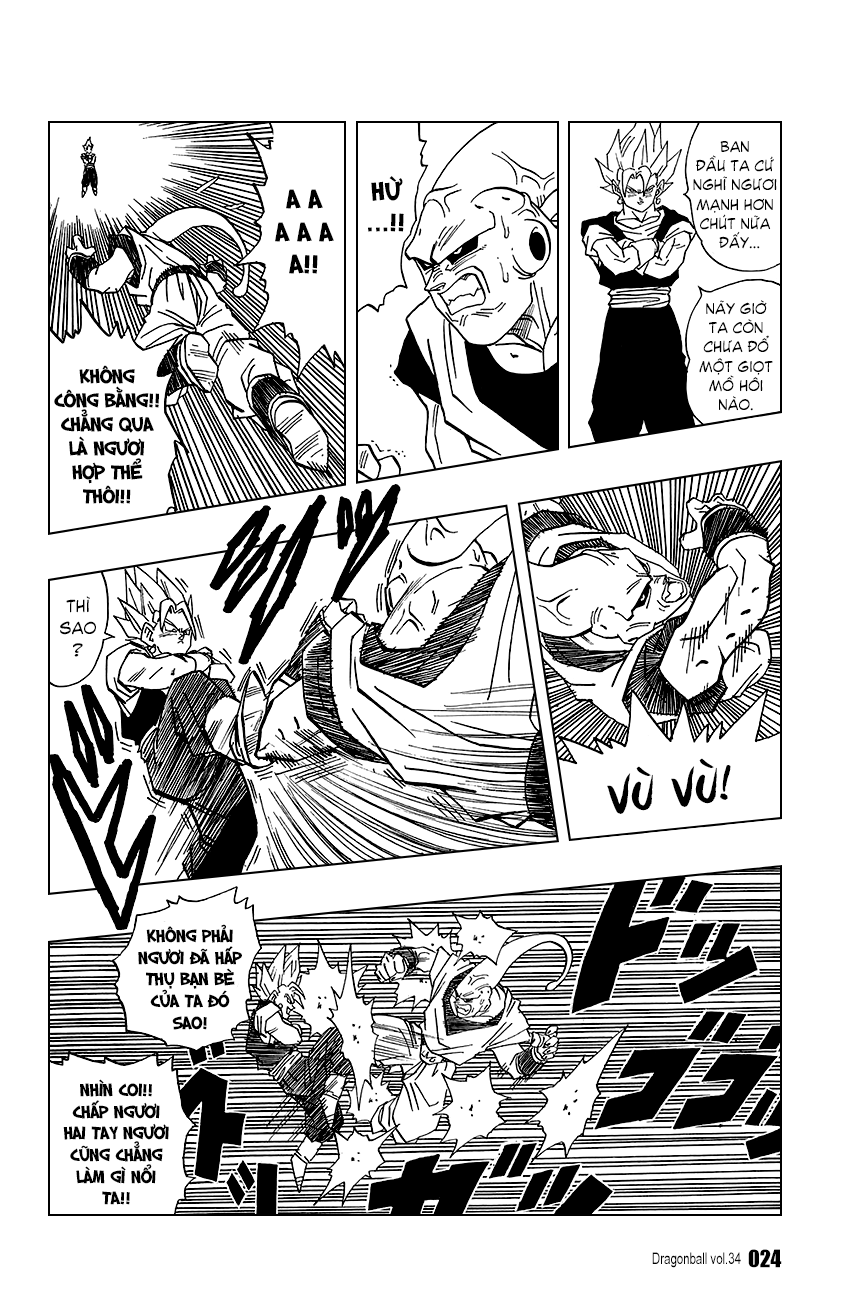 BAN
ĐẦU TA CỨ
NGHĨ NGƯƠI
MẠNH HƠN
CHÚT NỮA
ĐẤY...
NÀY GIỜ
TA CÒN
CHƯA ĐỔ
MỘT GIỌT
MỒ HÔI
NÀO.
HỪ
...!!
A A
A A A
A!!
KHÔNG
CÔNG BẰNG!!
CHẲNG QUA
LÀ NGƯƠI
HỢP THỂ
THÔI!!
VÙ VÙ!
THÌ
SAO
?
KHÔNG PHẢI
NGƯƠI ĐÃ HẤP
THỤ BẠN BÈ
CỦA TA ĐÓ
SAO!
NHÌN COI!!
CHẤP NGƯƠI
HAI TAY NGƯƠI
CŨNG CHẲNG
LÀM GÌ NỔI
TA!!
Dragonball vol.34 024